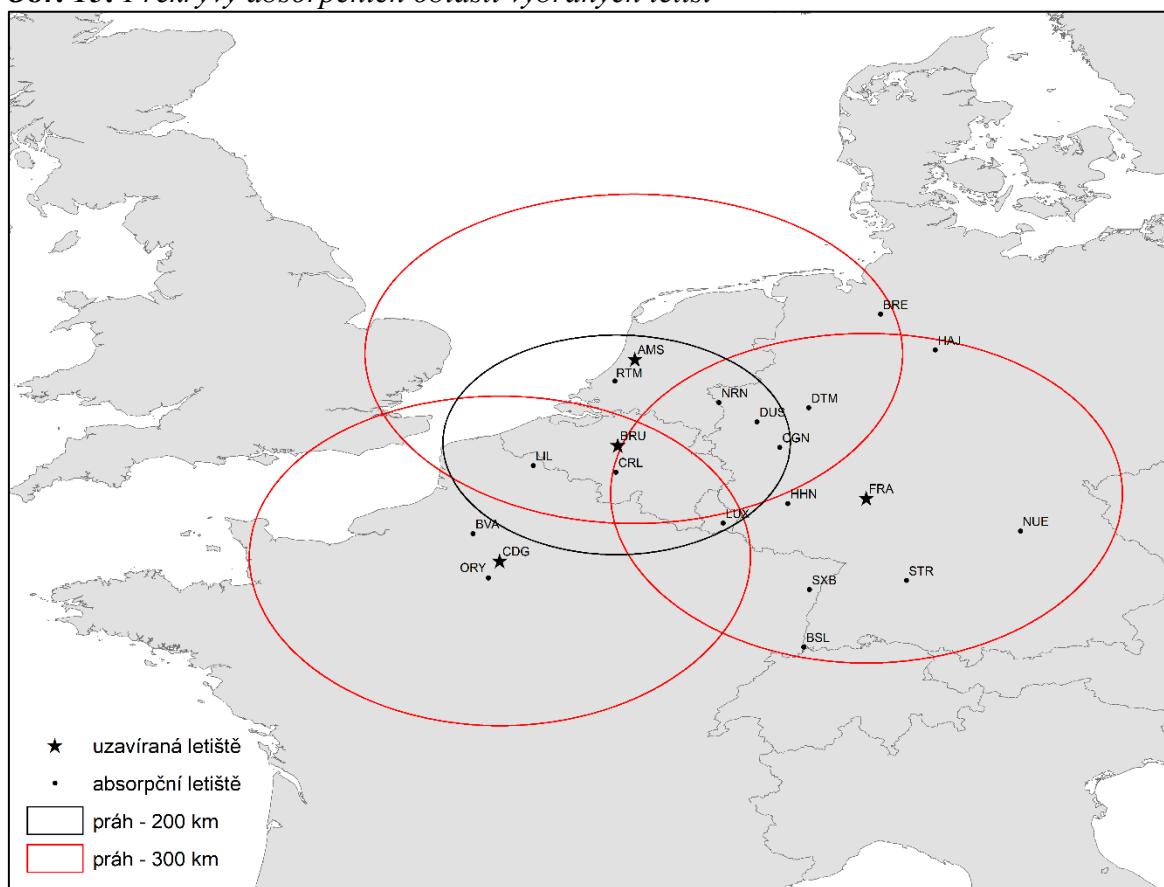 BRE
HAJ
AMS
RTM
NRN
DTM
DUS
BRU
CGN
LIL
CRL
HHN
FRA
LUX
BVA
NUE
CDG
ORY
STR
SXB
BSL
uzavíraná letiště
absorpční letiště
práh - 200 km
práh - 300 km